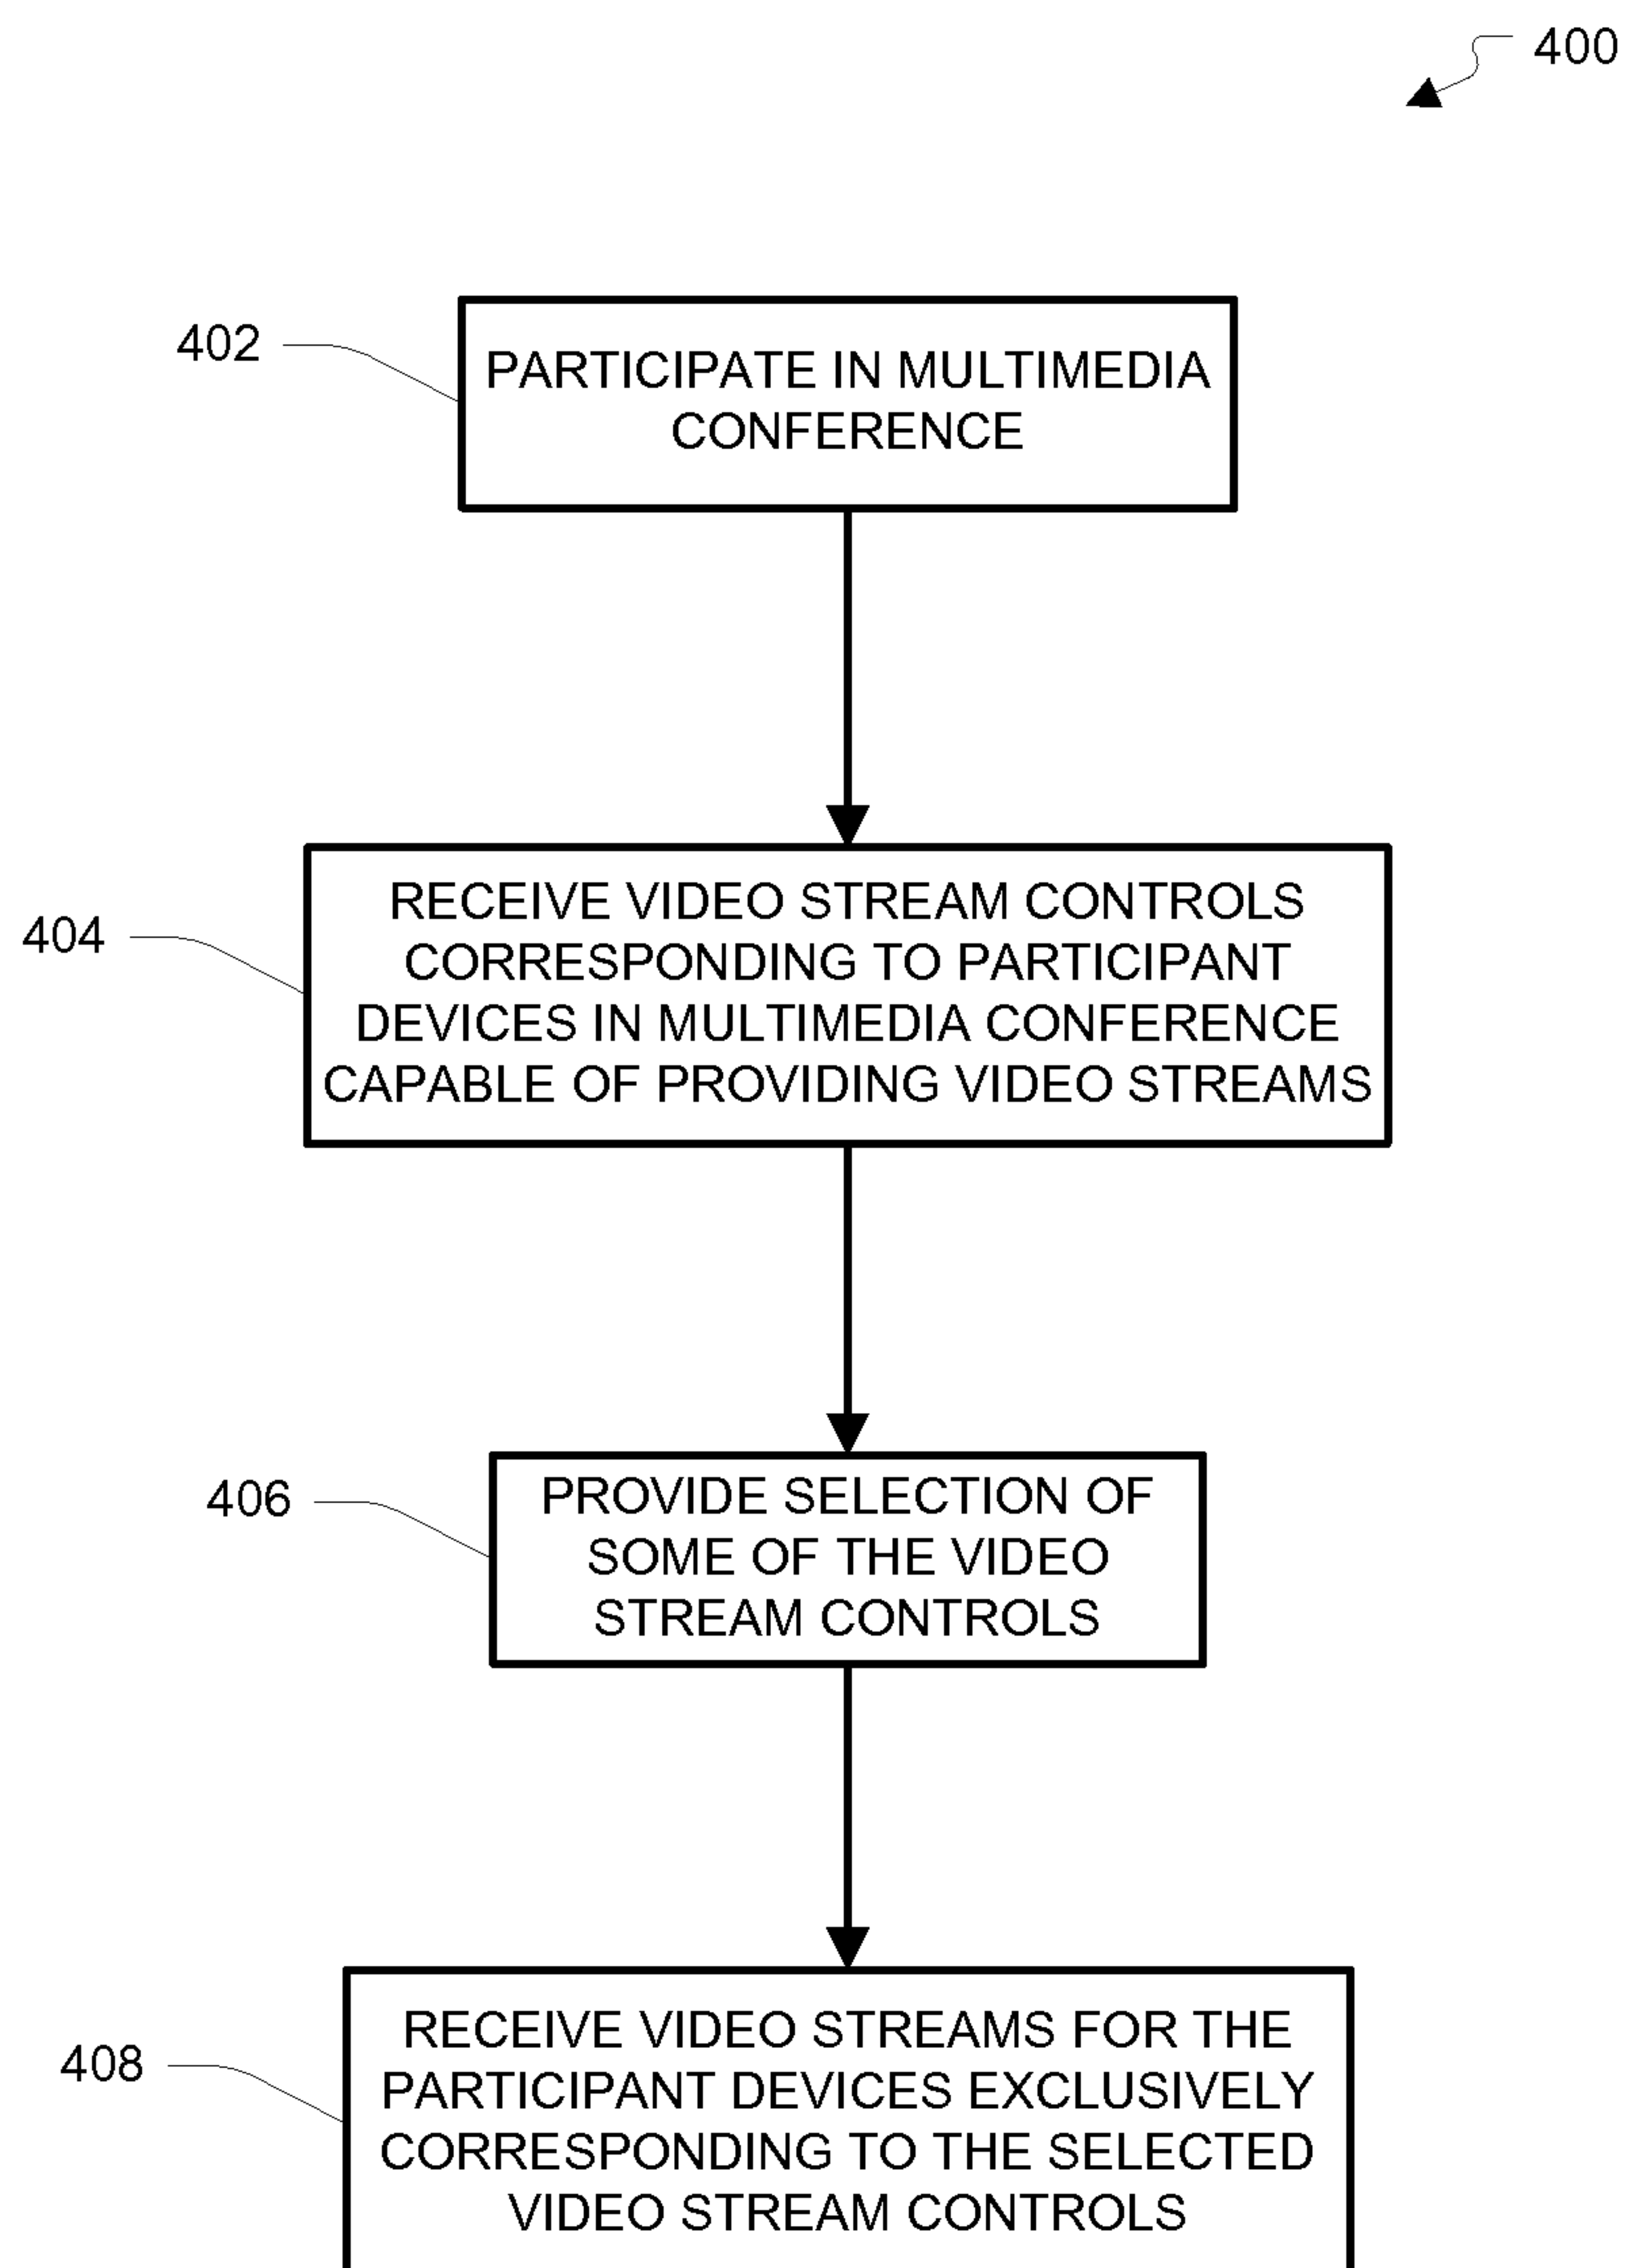 400
402
PARTICIPATE IN MULTIMEDIA
CONFERENCE
404
RECEIVE VIDEO STREAM CONTROLS
CORRESPONDING TO PARTICIPANT
DEVICES IN MULTIMEDIA CONFERENCE
CAPABLE OF PROVIDING VIDEO STREAMS
406
PROVIDE SELECTION OF
SOME OF THE VIDEO
STREAM CONTROLS
408
RECEIVE VIDEO STREAMS FOR THE
PARTICIPANT DEVICES EXCLUSIVELY
CORRESPONDING TO THE SELECTED
VIDEO STREAM CONTROLS